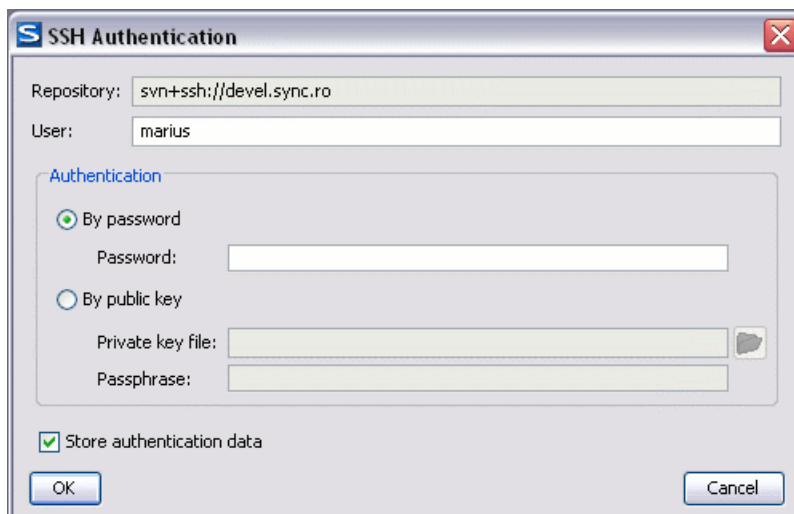 S SSH Authentication
Repository: svn+ssh://devel.sync.ro
User: marius
Authentication
By password
Password:
By public key
Private key file:
Passphrase:
Store authentication data
OK Cancel